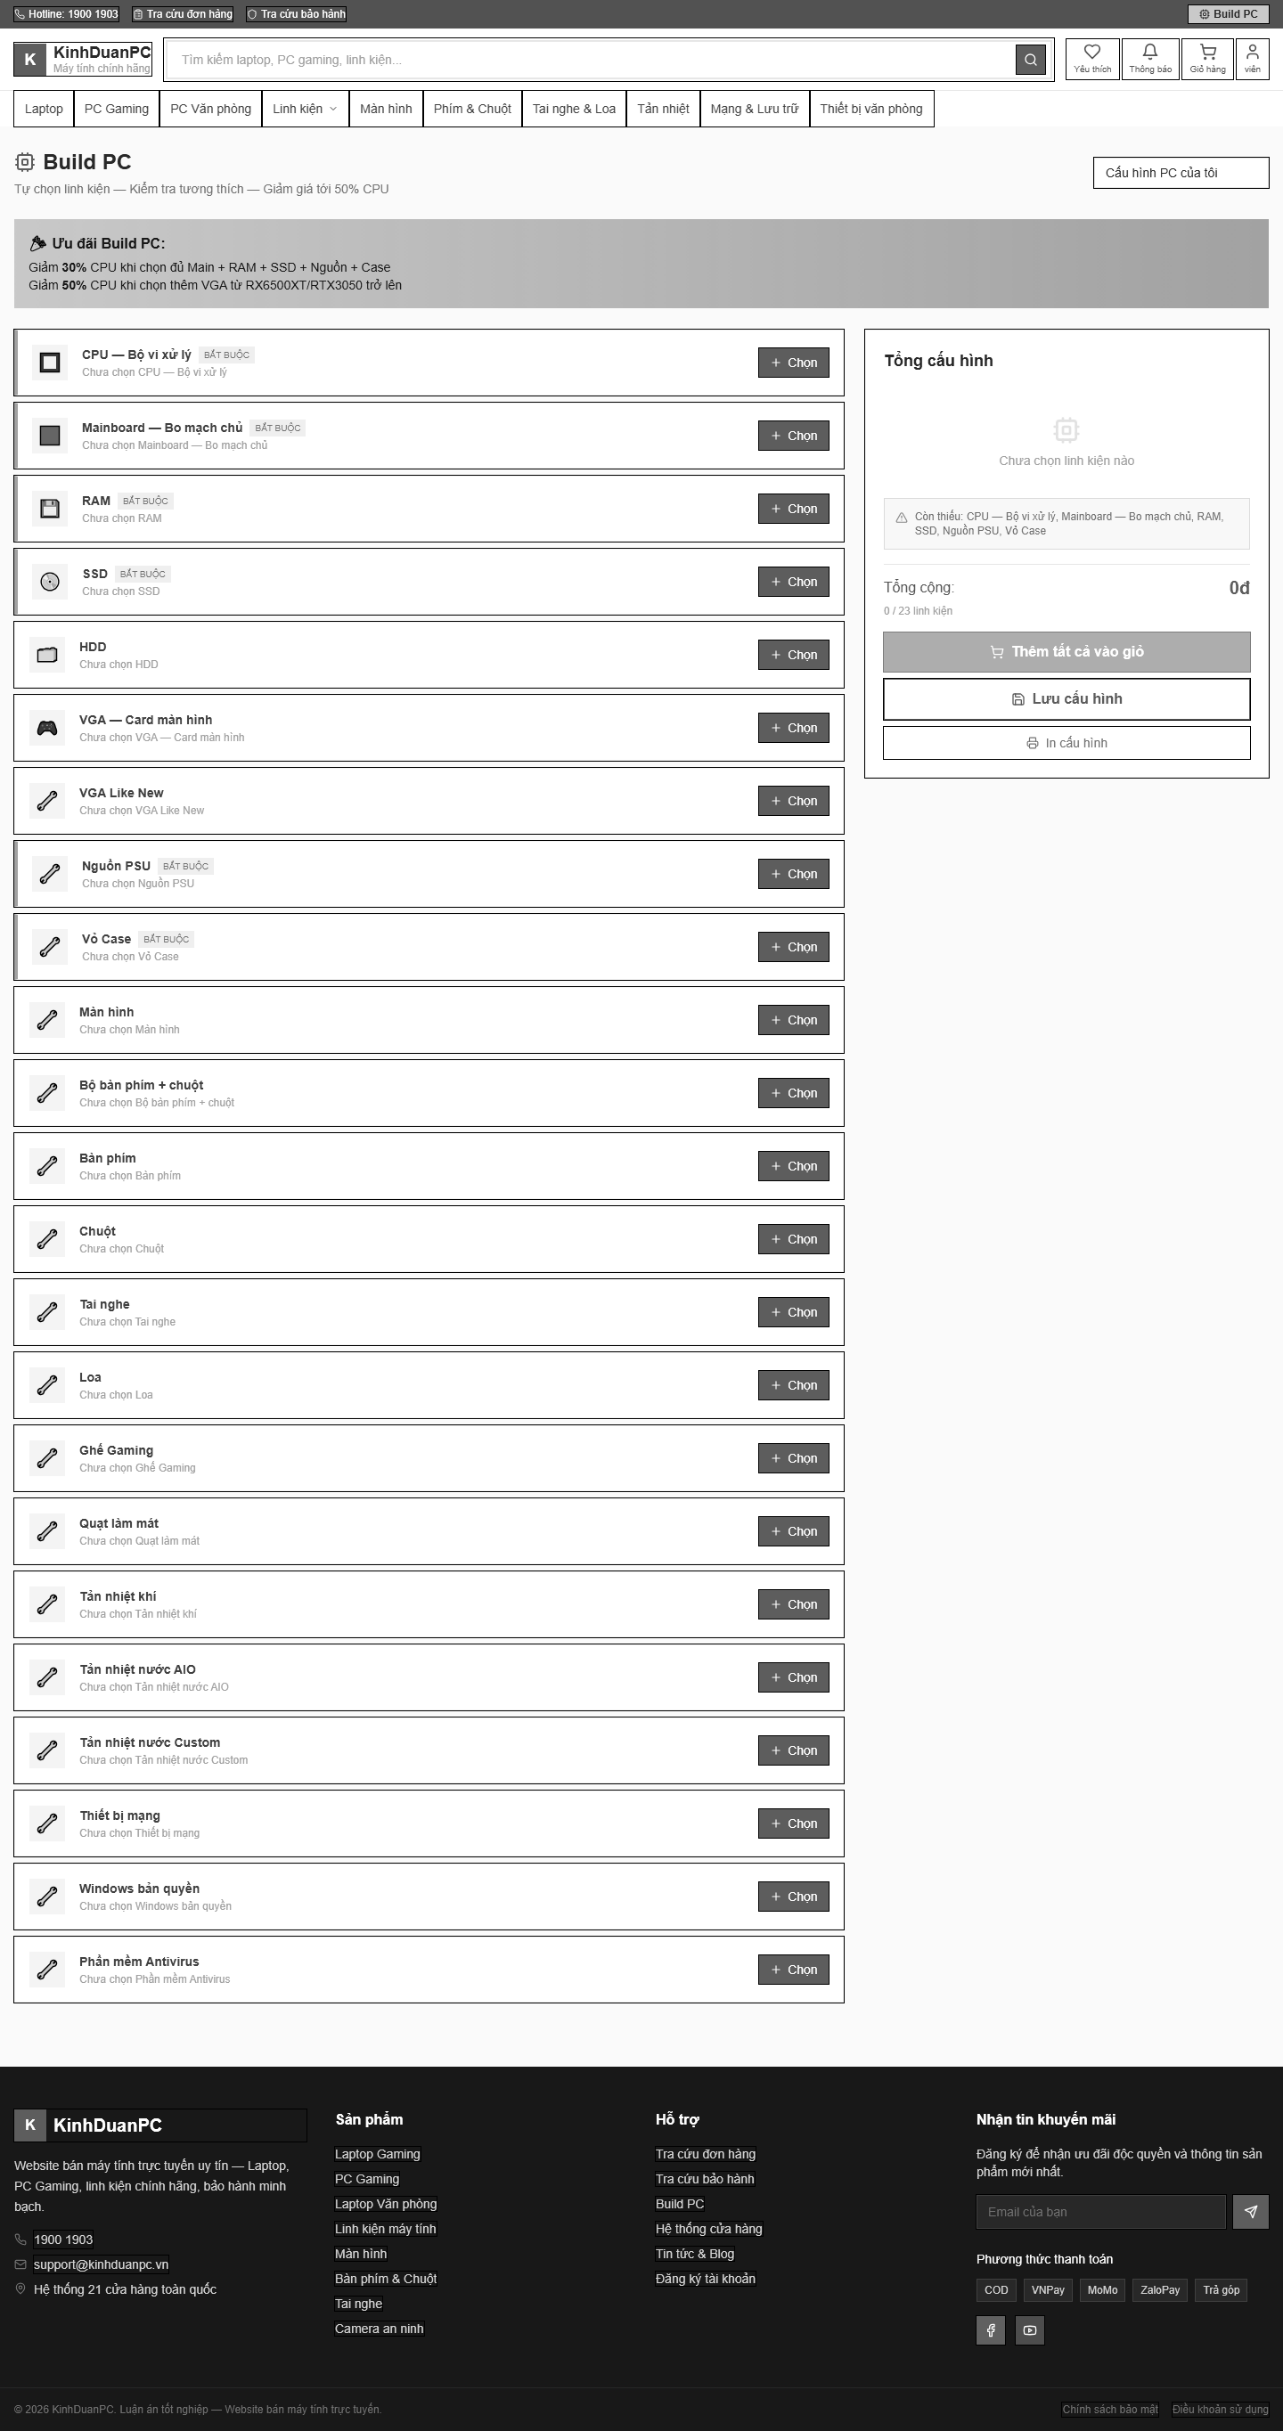 Hotline: 1900 1903
Tra cứu đơn hàng
Tra cứu bảo hành
Build PC
K
KinhDuanPC
Máy tính chính hãng
Tìm kiếm laptop, PC gaming, linh kiện...
Yêu thích
Thông báo
Giỏ hàng
viên
Laptop
PC Gaming
PC Văn phòng
Linh kiện
Màn hình
Phím & Chuột
Tai nghe & Loa
Tản nhiệt
Mạng & Lưu trữ
Thiết bị văn phòng
Build PC
Tự chọn linh kiện — Kiểm tra tương thích — Giảm giá tới 50% CPU
Cấu hình PC của tôi
Ưu đãi Build PC:
Giảm 30% CPU khi chọn đủ Main + RAM + SSD + Nguồn + Case
Giảm 50% CPU khi chọn thêm VGA từ RX6500XT/RTX3050 trở lên
CPU — Bộ vi xử lý BẮT BUỘC
Chưa chọn CPU — Bộ vi xử lý
Chọn
Mainboard — Bo mạch chủ BẮT BUỘC
Chưa chọn Mainboard — Bo mạch chủ
Chọn
RAM BẮT BUỘC
Chưa chọn RAM
Chọn
SSD BẮT BUỘC
Chưa chọn SSD
Chọn
HDD
Chưa chọn HDD
Chọn
VGA — Card màn hình
Chưa chọn VGA — Card màn hình
Chọn
VGA Like New
Chưa chọn VGA Like New
Chọn
Nguồn PSU BẮT BUỘC
Chưa chọn Nguồn PSU
Chọn
Vỏ Case BẮT BUỘC
Chưa chọn Vỏ Case
Chọn
Màn hình
Chưa chọn Màn hình
Chọn
Bộ bàn phím + chuột
Chưa chọn Bộ bàn phím + chuột
Chọn
Bàn phím
Chưa chọn Bàn phím
Chọn
Chuột
Chưa chọn Chuột
Chọn
Tai nghe
Chưa chọn Tai nghe
Chọn
Loa
Chưa chọn Loa
Chọn
Ghế Gaming
Chưa chọn Ghế Gaming
Chọn
Quạt làm mát
Chưa chọn Quạt làm mát
Chọn
Tản nhiệt khí
Chưa chọn Tản nhiệt khí
Chọn
Tản nhiệt nước AIO
Chưa chọn Tản nhiệt nước AIO
Chọn
Tản nhiệt nước Custom
Chưa chọn Tản nhiệt nước Custom
Chọn
Thiết bị mạng
Chưa chọn Thiết bị mạng
Chọn
Windows bản quyền
Chưa chọn Windows bản quyền
Chọn
Phần mềm Antivirus
Chưa chọn Phần mềm Antivirus
Chọn
Tổng cấu hình
Chưa chọn linh kiện nào
Còn thiếu: CPU — Bộ vi xử lý, Mainboard — Bo mạch chủ, RAM,
SSD, Nguồn PSU, Vỏ Case
Tổng cộng: 0đ
0 / 23 linh kiện
Thêm tất cả vào giỏ
Lưu cấu hình
In cấu hình
K
KinhDuanPC
Website bán máy tính trực tuyến uy tín — Laptop,
PC Gaming, linh kiện chính hãng, bảo hành minh
bạch.
1900 1903
support@kinhduanpc.vn
Hệ thống 21 cửa hàng toàn quốc
Sản phẩm
Laptop Gaming
PC Gaming
Laptop Văn phòng
Linh kiện máy tính
Màn hình
Bàn phím & Chuột
Tai nghe
Camera an ninh
Hỗ trợ
Tra cứu đơn hàng
Tra cứu bảo hành
Build PC
Hệ thống cửa hàng
Tin tức & Blog
Đăng ký tài khoản
Nhận tin khuyến mãi
Đăng ký để nhận ưu đãi độc quyền và thông tin sản
phẩm mới nhất.
Email của bạn
Phương thức thanh toán
COD
VNPay
MoMo
ZaloPay
Trả góp
© 2026 KinhDuanPC. Luận án tốt nghiệp — Website bán máy tính trực tuyến.
Chính sách bảo mật
Điều khoản sử dụng